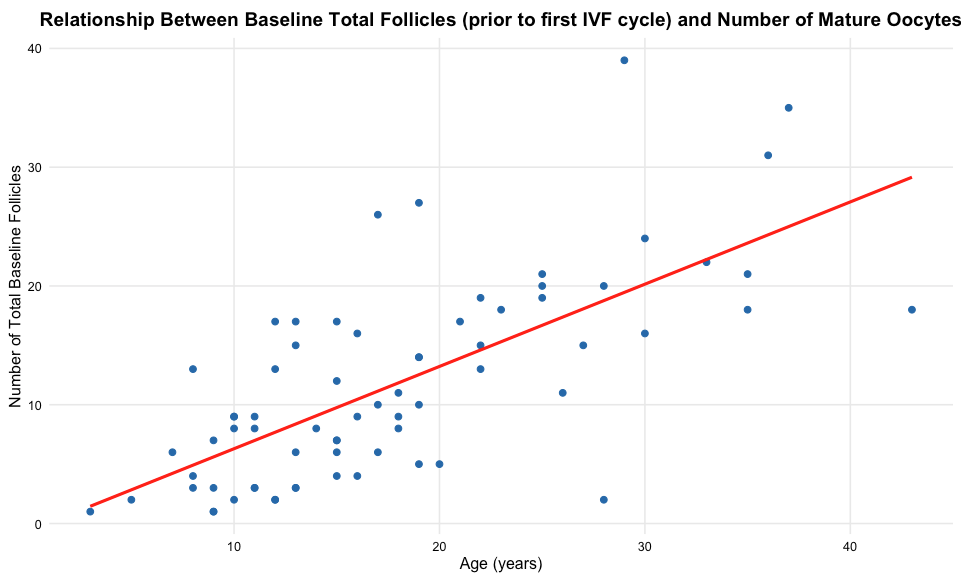 Relationship Between Baseline Total Follicles (prior to first IVF cycle) and Number of Mature Oocytes
Number of Total Baseline Follicles
40
30
20
10
0
10 20 30 40
Age (years)